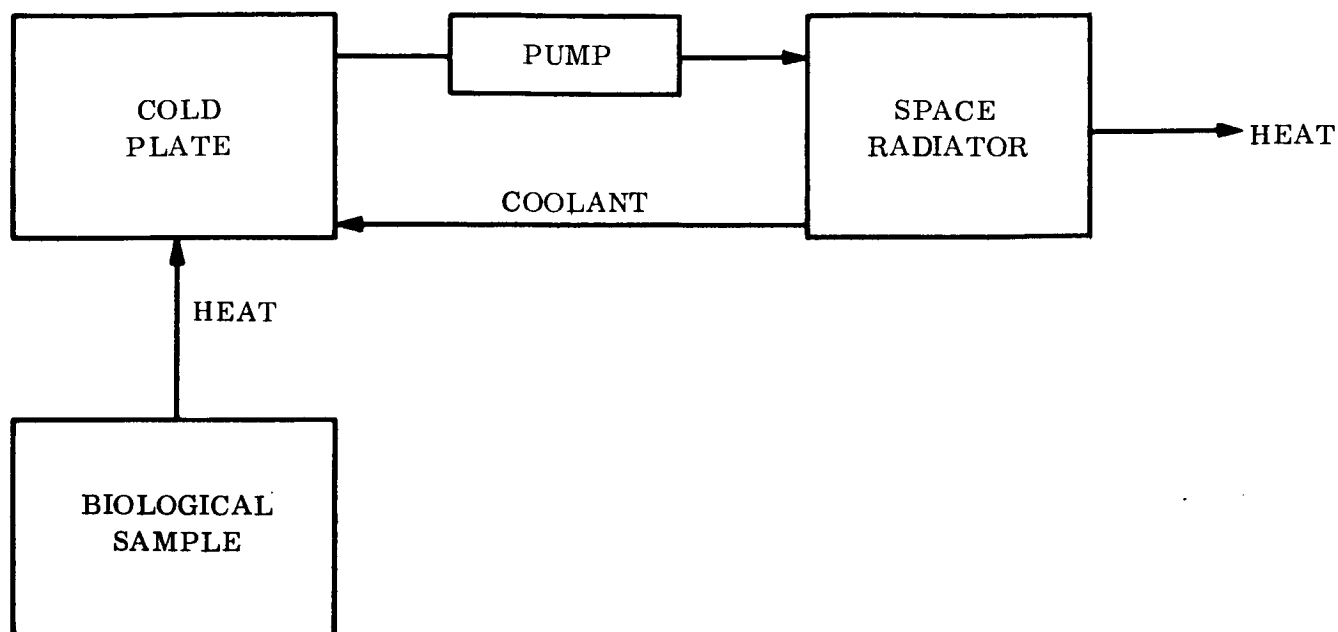 COLD
PLATE
PUMP
SPACE
RADIATOR
HEAT
COOLANT
HEAT
BIOLOGICAL
SAMPLE